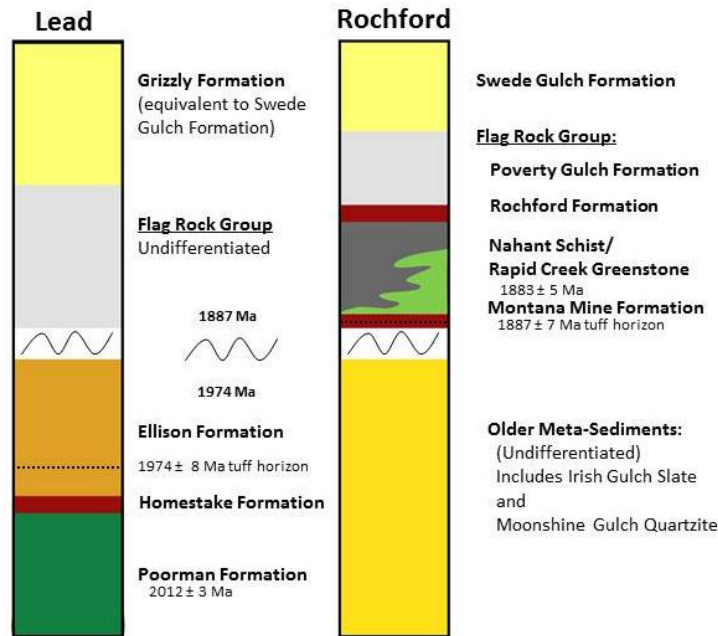 Lead
Grizzly Formation
(equivalent to Swede
Gulch Formation)
Flag Rock Group
Undifferentiated
1887 Ma
1974 Ma
Ellison Formation
1974 ± 8 Ma tuff horizon
Homestake Formation
Poorman Formation
2012 ± 3 Ma
Rochford
Swede Gulch Formation
Flag Rock Group:
Poverty Gulch Formation
Rochford Formation
Nahant Schist/
Rapid Creek Greenstone
1883 ± 5 Ma
Montana Mine Formation
1887 ± 7 Ma tuff horizon
Older Meta-Sediments:
(Undifferentiated)
Includes Irish Gulch Slate
and
Moonshine Gulch Quartzite